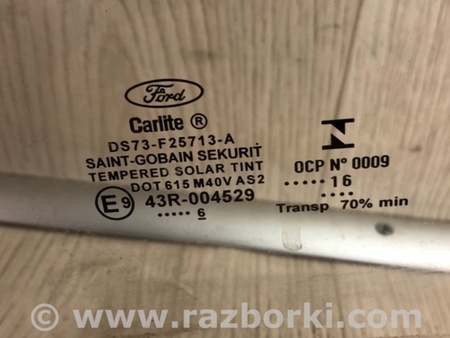 Ford
Carlite ®
DS73-F25713-A
SAINT-GOBAIN SEKURIT
TEMPERED SOLAR TINT
DOT 615 M40V AS2
E9 43R-004529
..... 6
OCP Nº 0009
..... 16
Transp 70% min
© www.razborki.com